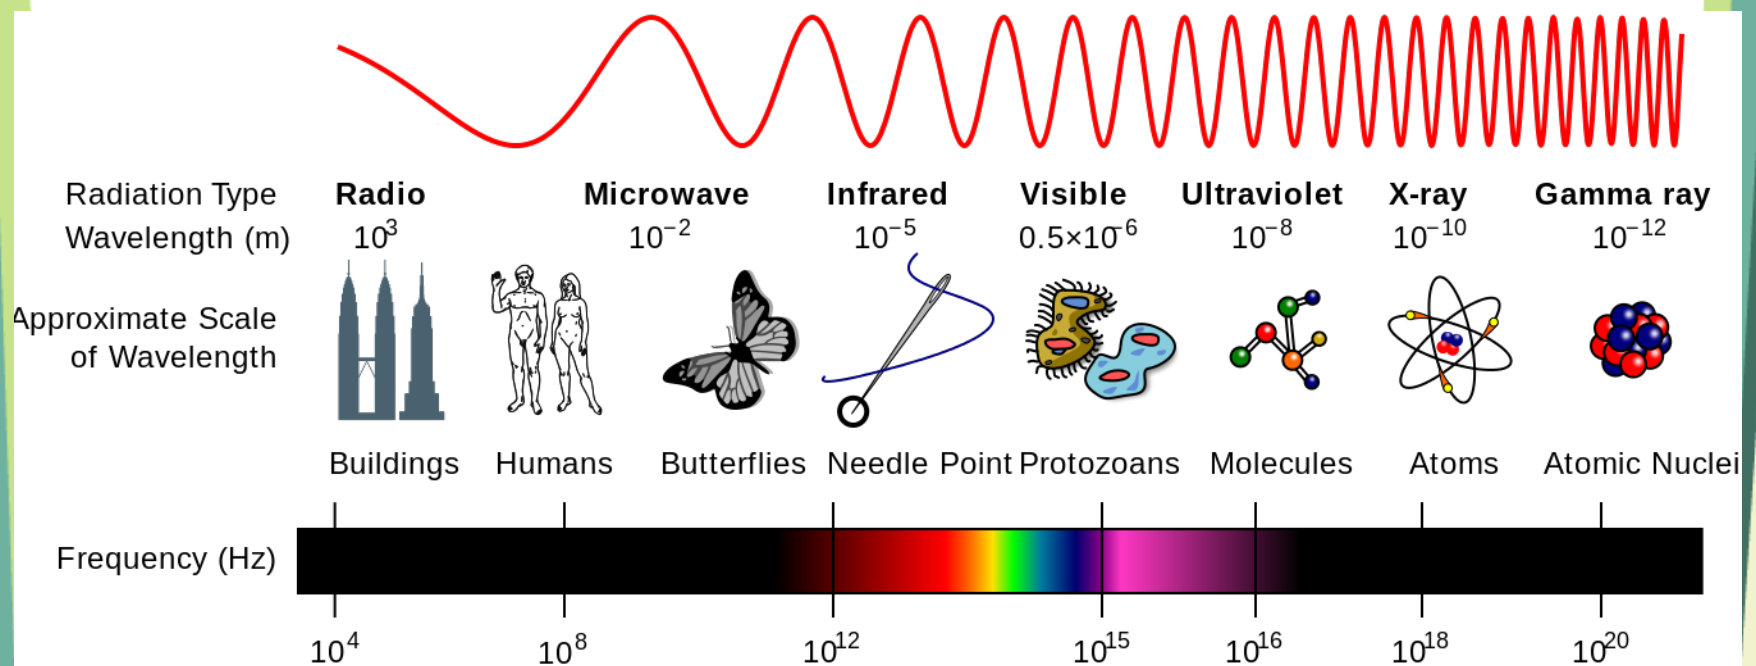 Radiation Type Radio Microwave Infrared Visible Ultraviolet X-ray Gamma ray
Wavelength (m) 10³ 10⁻² 10⁻⁵ 0.5×10⁻⁶ 10⁻⁸ 10⁻¹⁰ 10⁻¹²
Approximate Scale
of Wavelength
Buildings Humans Butterflies Needle Point Protozoans Molecules Atoms Atomic Nuclei
Frequency (Hz)
10⁴ 10⁸ 10¹² 10¹⁵ 10¹⁶ 10¹⁸ 10²⁰